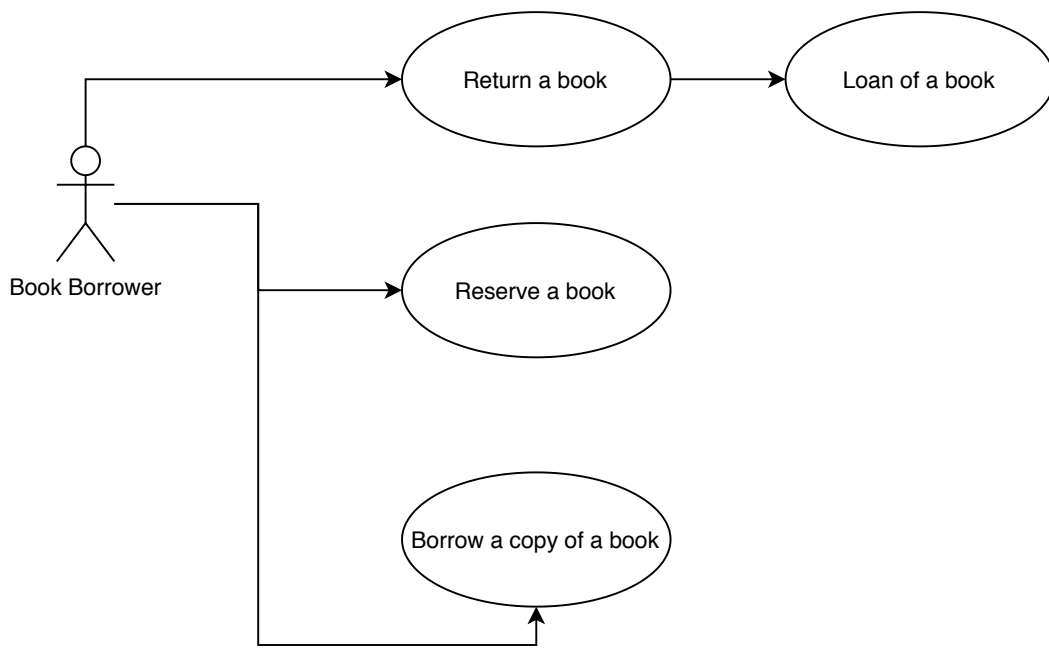 Return a book
Loan of a book
Book Borrower
Reserve a book
Borrow a copy of a book